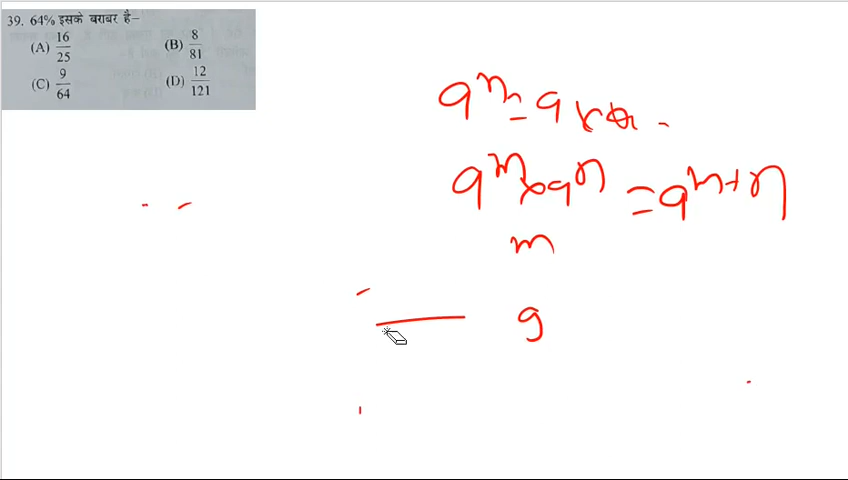 39. 64% इसके बराबर है–
(A) 16/25 (B) 8/81
(C) 9/64 (D) 12/121
a^m = a
a^m × a^n = a^m+n
m
9